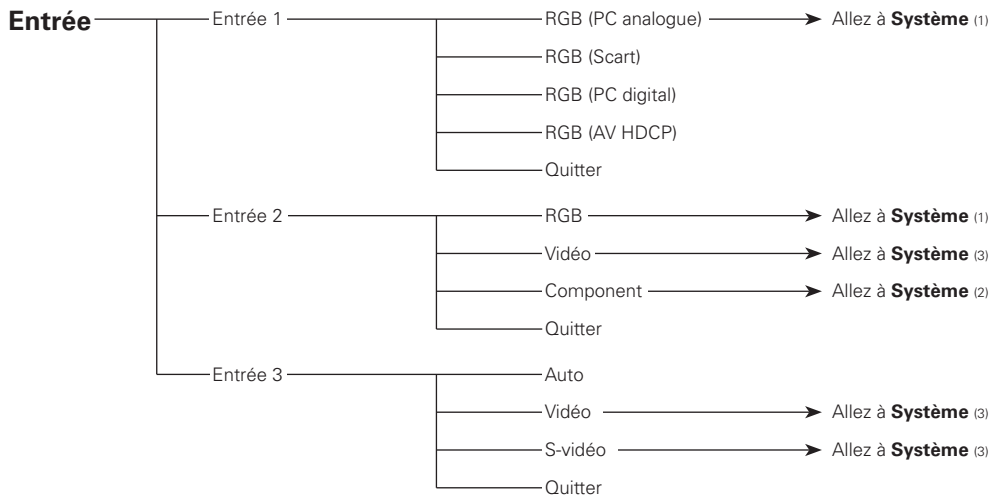 Entrée Entrée 1 RGB (PC analogue) Allez à Système (1)
RGB (Scart)
RGB (PC digital)
RGB (AV HDCP)
Quitter
Entrée 2 RGB Allez à Système (1)
Vidéo Allez à Système (3)
Component Allez à Système (2)
Quitter
Entrée 3 Auto
Vidéo Allez à Système (3)
S-vidéo Allez à Système (3)
Quitter